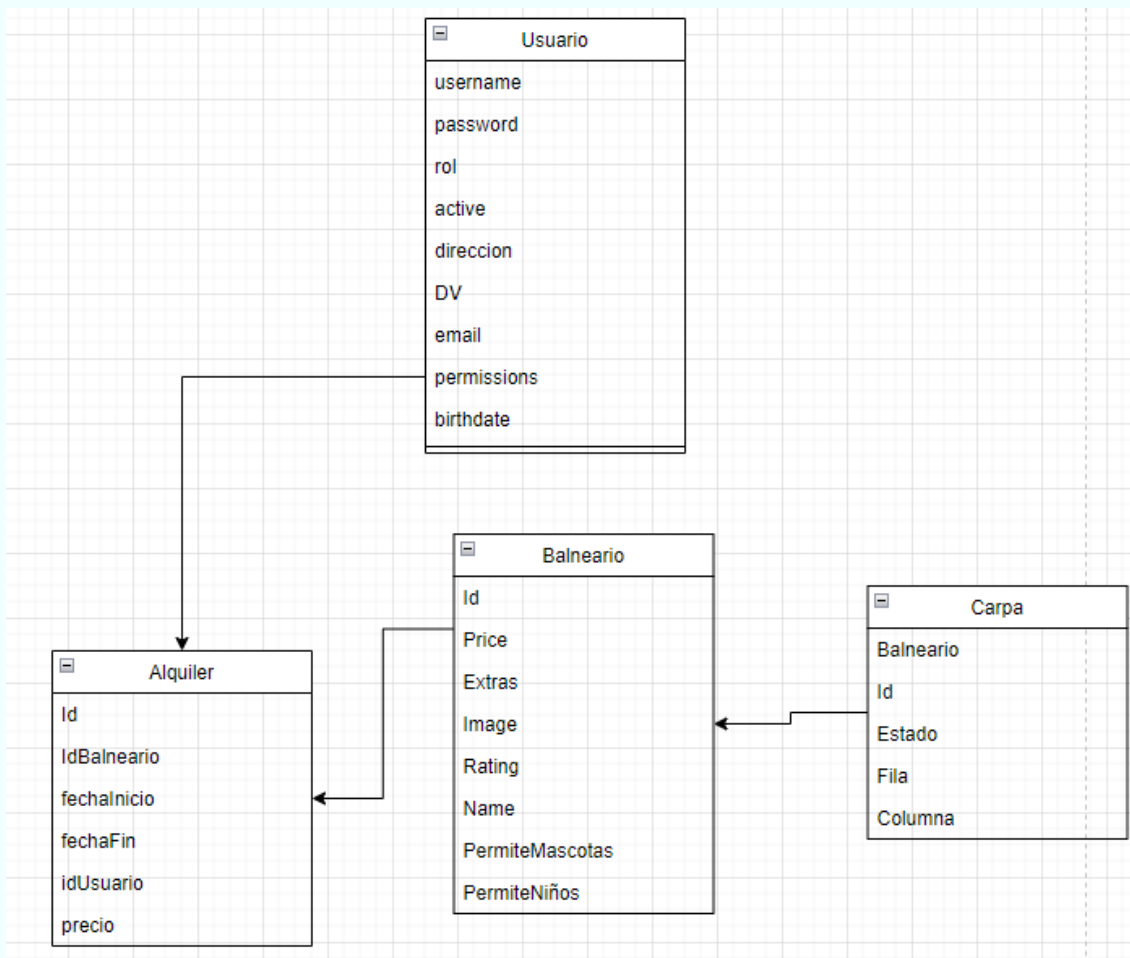 Usuario
username
password
rol
active
direccion
DV
email
permissions
birthdate
Balneario
Id
Price
Extras
Image
Rating
Name
PermiteMascotas
PermiteNiños
Carpa
Balneario
Id
Estado
Fila
Columna
Alquiler
Id
IdBalneario
fechaInicio
fechaFin
idUsuario
precio